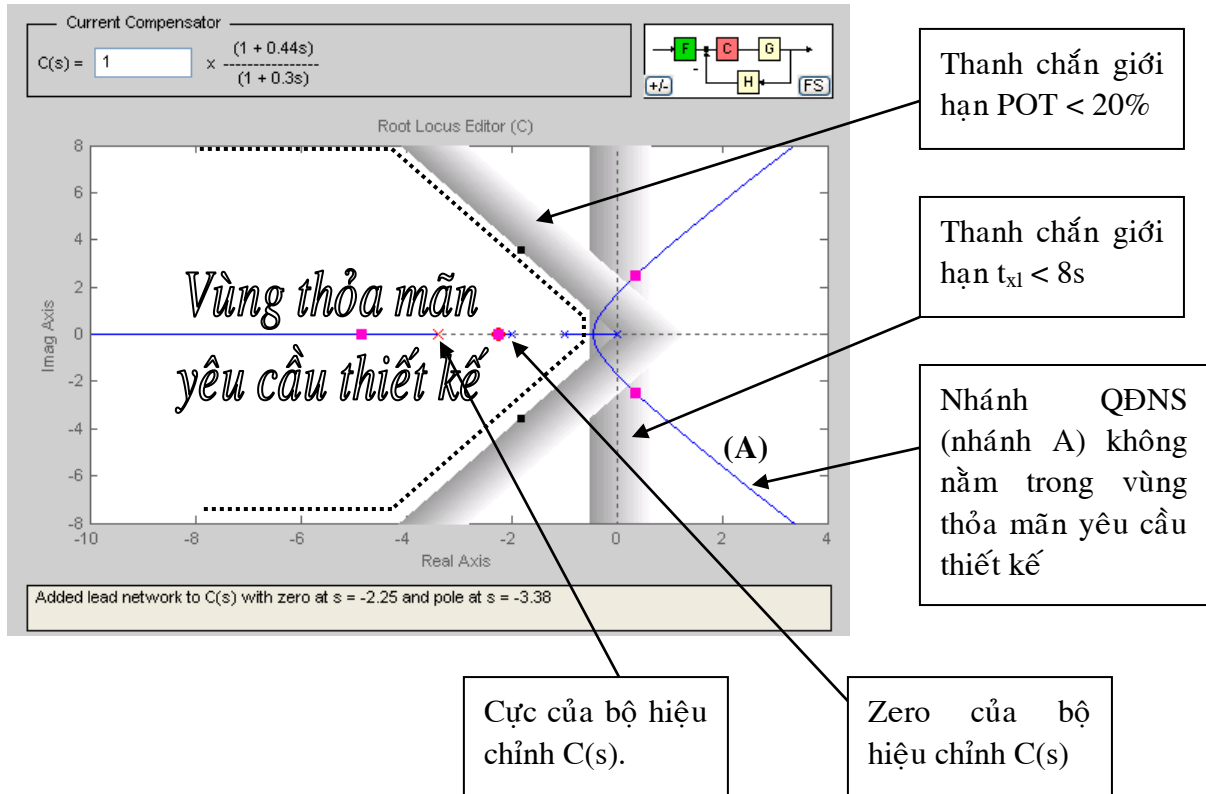 Current Compensator
C(s) = 1 x (1 + 0.44s)
(1 + 0.3s)
F C G
-
H
+/- FS
Root Locus Editor (C)
8
6
4
2
0
-2
-4
-6
-8
-10 -8 -6 -4 -2 0 2 4
Imag Axis
Real Axis
Vùng thỏa mãn
yêu cầu thiết kế
(A)
Added lead network to C(s) with zero at s = -2.25 and pole at s = -3.38
Thanh chắn giới
hạn POT < 20%
Thanh chắn giới
hạn txl < 8s
Nhánh QĐNS
(nhánh A) không
nằm trong vùng
thỏa mãn yêu cầu
thiết kế
Cực của bộ hiệu
chỉnh C(s).
Zero của bộ
hiệu chỉnh C(s)